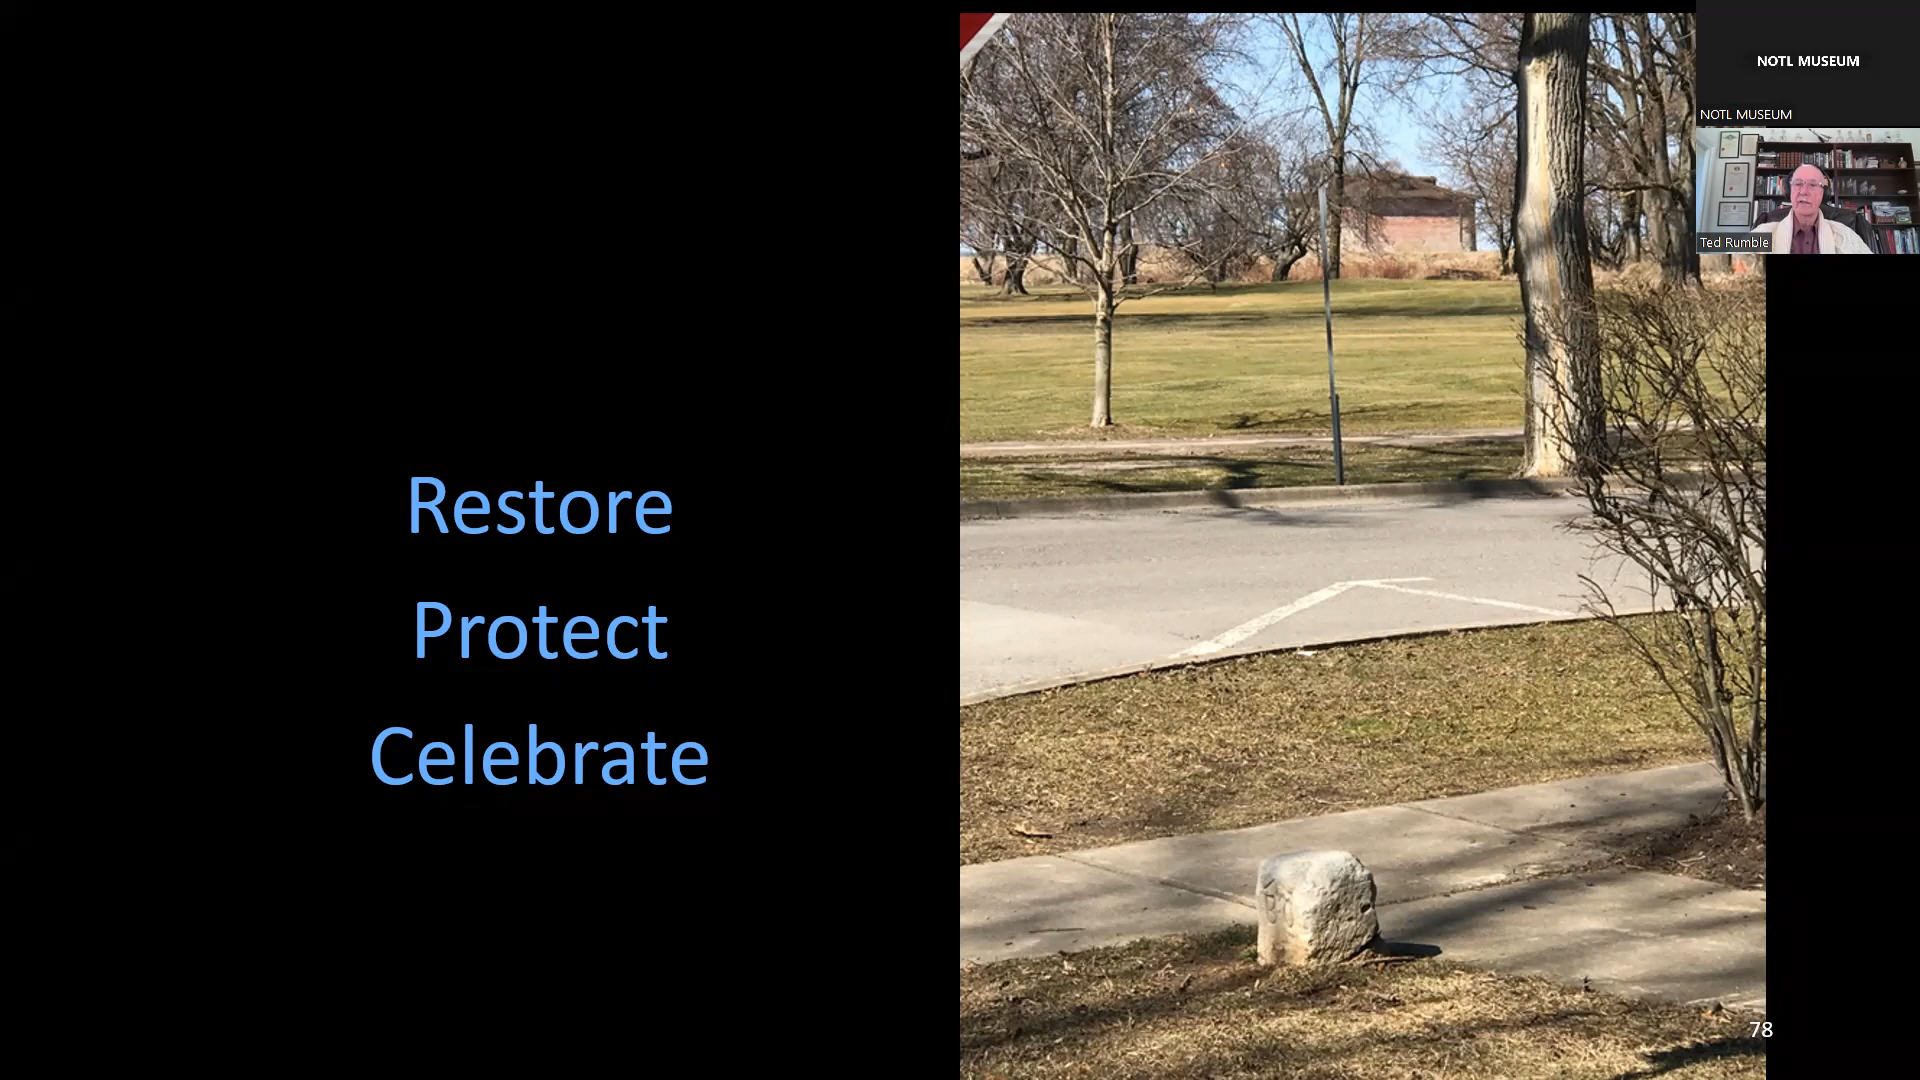 Restore
Protect
Celebrate
NOTL MUSEUM
NOTL MUSEUM
Ted Rumble
78